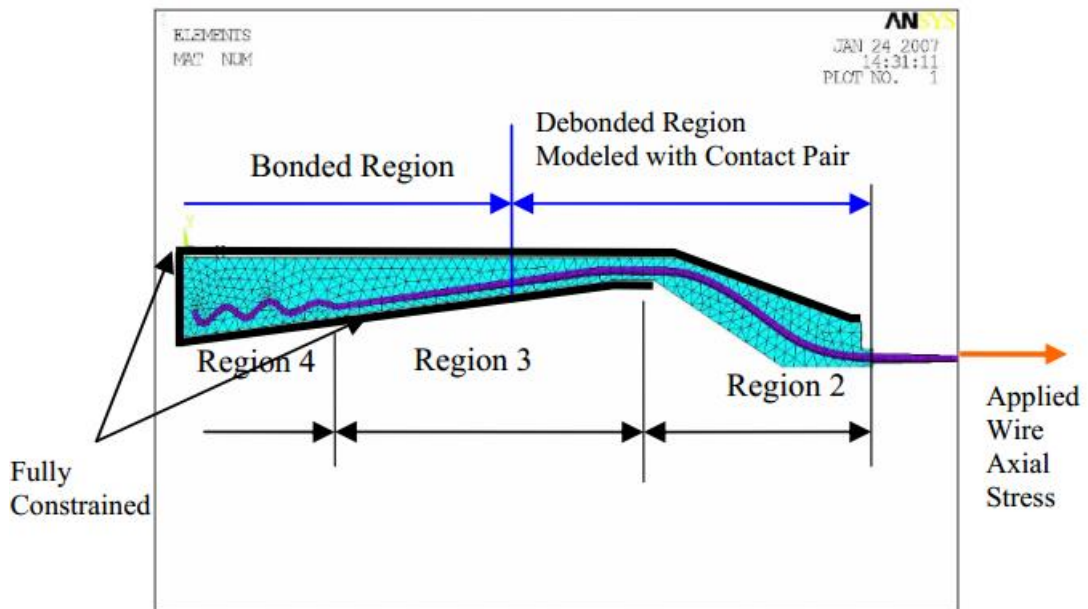 ANSYS
ELEMENTS
MAT NUM
JAN 24 2007
14:31:11
PLOT NO. 1
Debonded Region
Modeled with Contact Pair
Bonded Region
Y
Region 4
Region 3
Region 2
Applied
Wire
Axial
Stress
Fully
Constrained